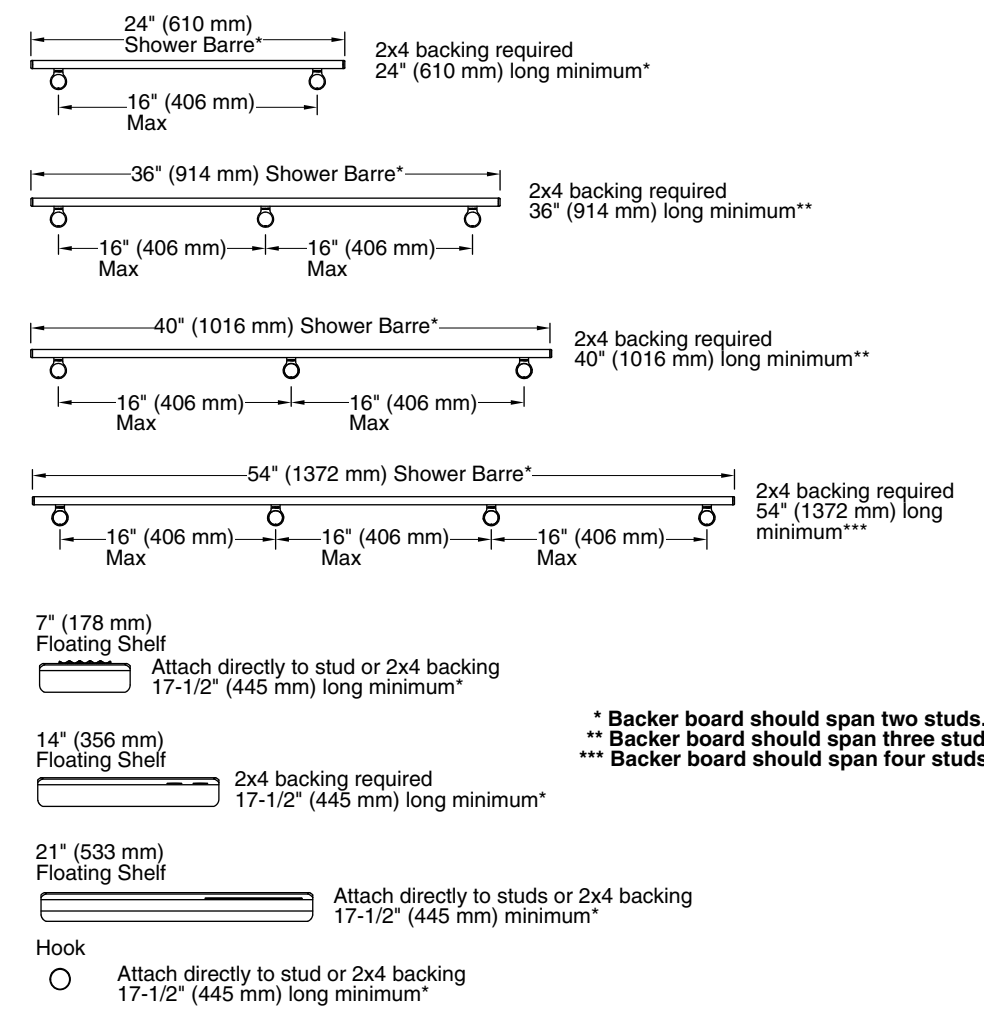 24" (610 mm)
Shower Barre*
2x4 backing required
24" (610 mm) long minimum*
16" (406 mm)
Max
36" (914 mm) Shower Barre*
2x4 backing required
36" (914 mm) long minimum**
16" (406 mm)
Max
16" (406 mm)
Max
40" (1016 mm) Shower Barre*
2x4 backing required
40" (1016 mm) long minimum**
16" (406 mm)
Max
16" (406 mm)
Max
54" (1372 mm) Shower Barre*
2x4 backing required
54" (1372 mm) long
minimum***
16" (406 mm)
Max
16" (406 mm)
Max
16" (406 mm)
Max
7" (178 mm)
Floating Shelf
Attach directly to stud or 2x4 backing
17-1/2" (445 mm) long minimum*
* Backer board should span two studs.
** Backer board should span three stud
*** Backer board should span four studs
14" (356 mm)
Floating Shelf
2x4 backing required
17-1/2" (445 mm) long minimum*
21" (533 mm)
Floating Shelf
Attach directly to studs or 2x4 backing
17-1/2" (445 mm) minimum*
Hook
Attach directly to stud or 2x4 backing
17-1/2" (445 mm) long minimum*